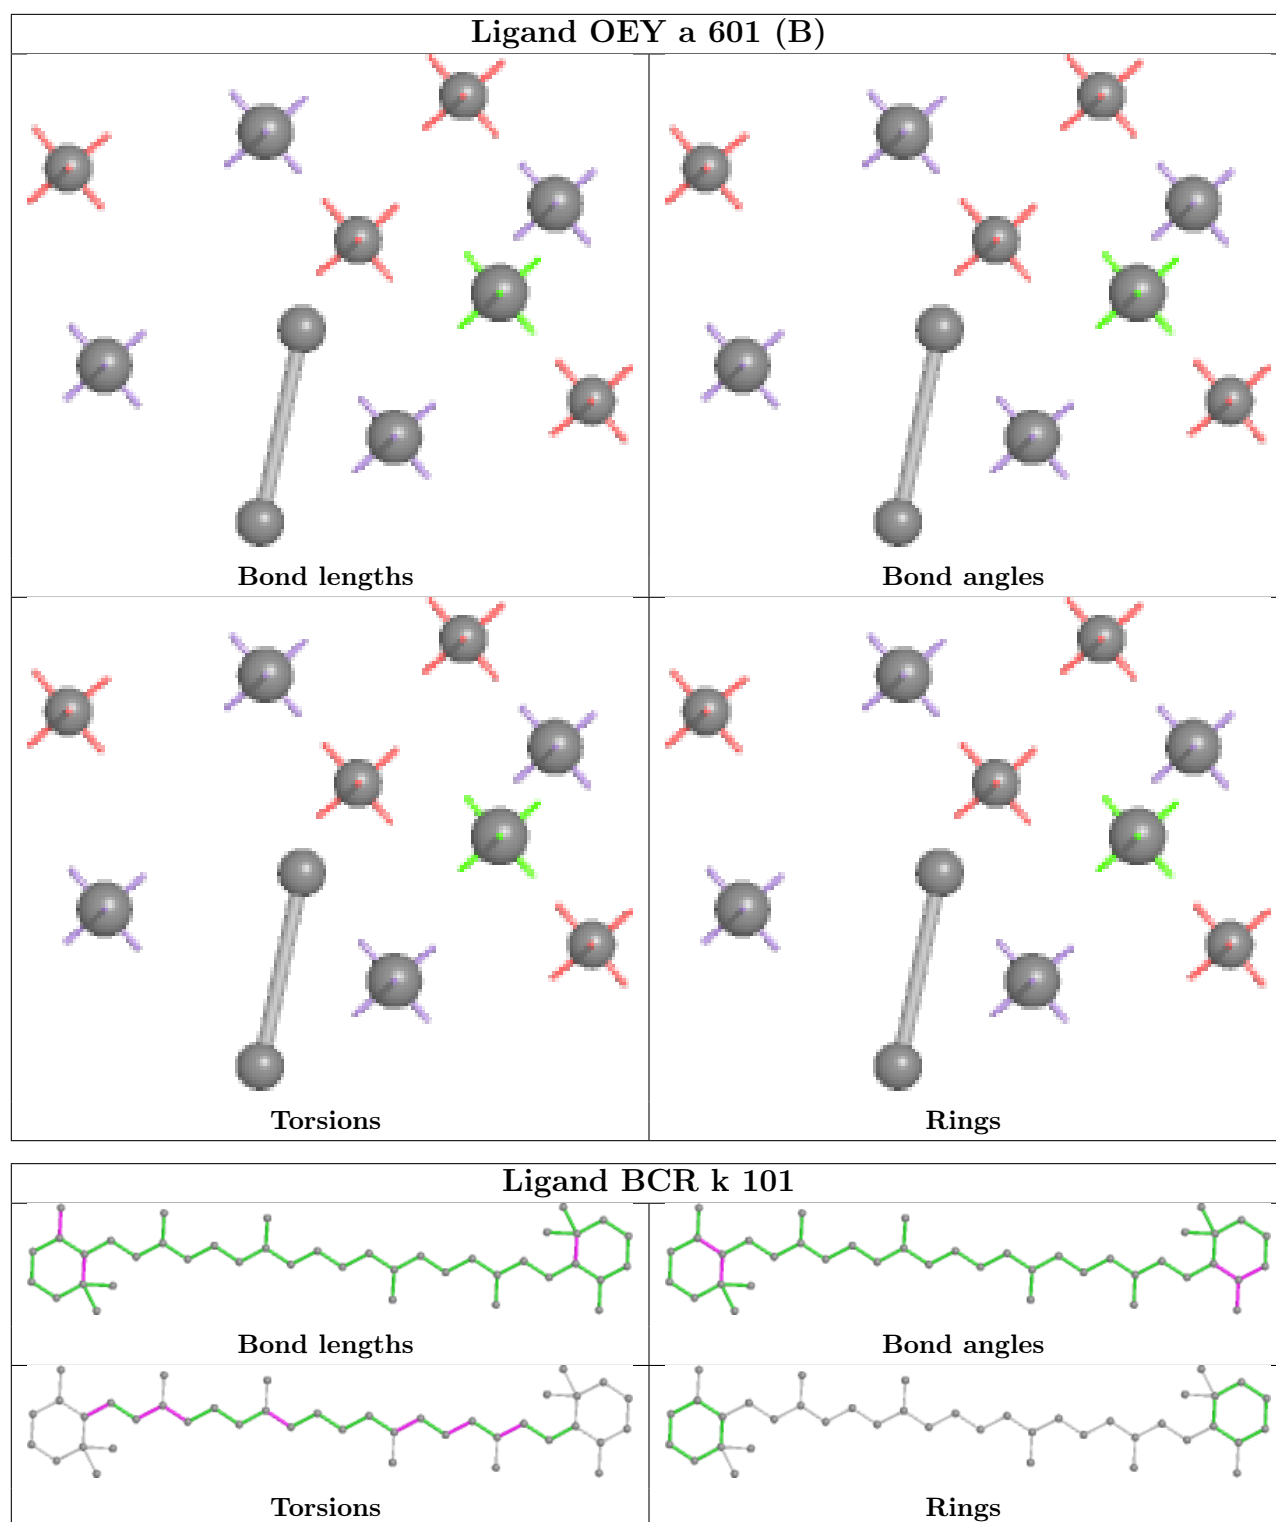 Ligand OEY a 601 (B)
Bond lengths
Bond angles
Torsions
Rings
Ligand BCR k 101
Bond lengths
Bond angles
Torsions
Rings